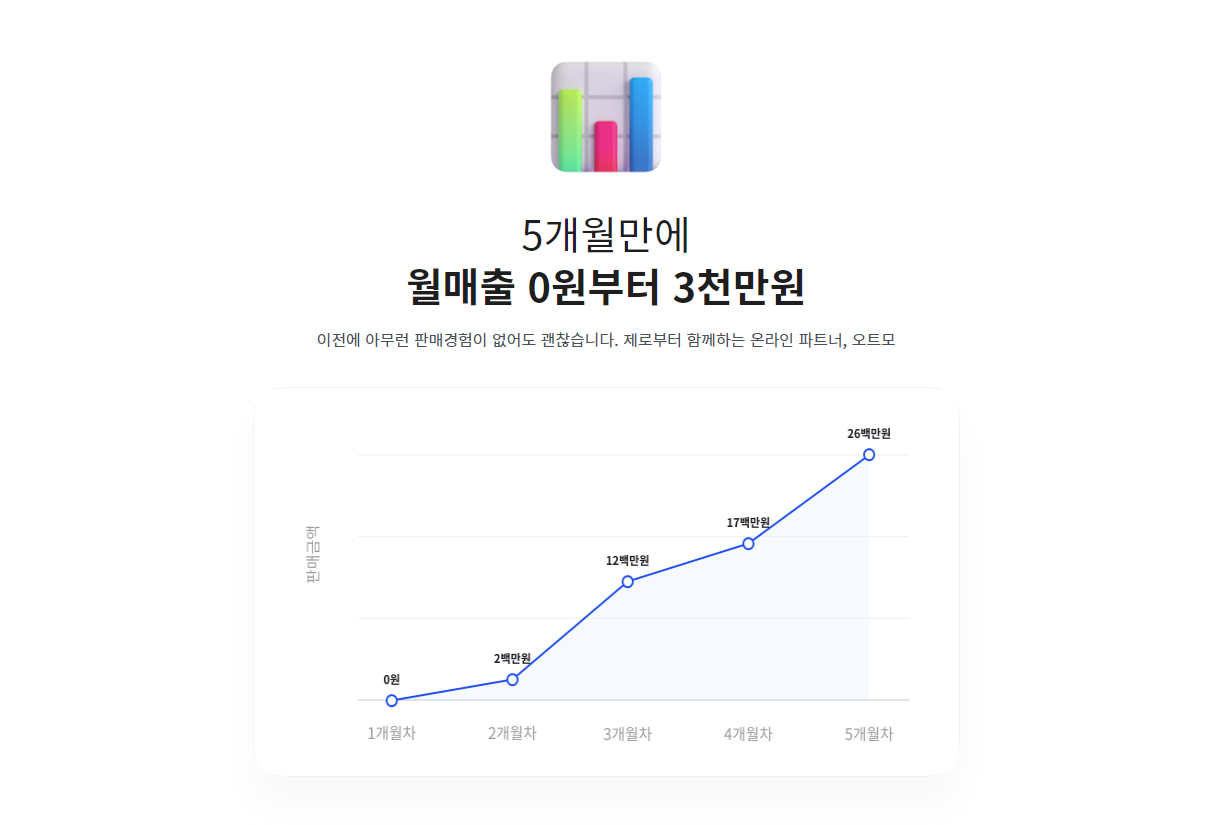 5개월만에
월매출 0원부터 3천만원
이전에 아무런 판매경험이 없어도 괜찮습니다. 제로부터 함께하는 온라인 파트너, 오트모
26백만원
17백만원
12백만원
2백만원
0원
판매금액
1개월차 2개월차 3개월차 4개월차 5개월차